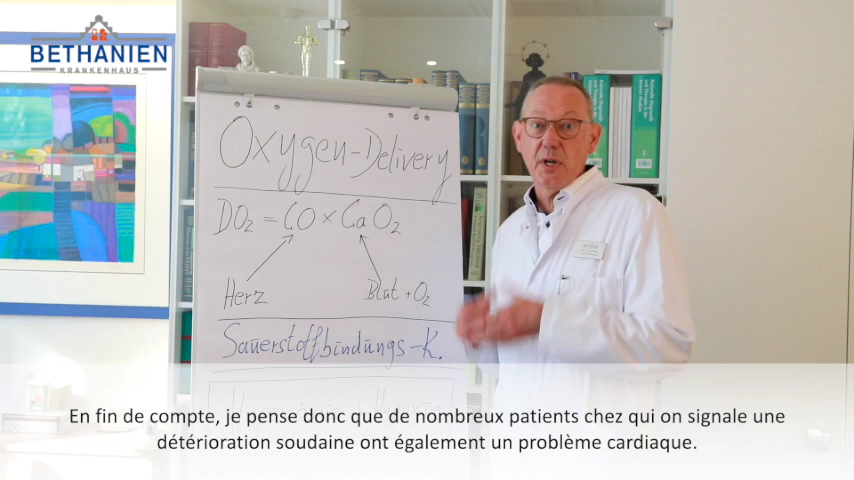 BETHANIEN
KRANKENHAUS
Oxygen-Delivery
DO₂ = CO × CaO₂
Herz
Blut + O₂
Sauerstoffbindungs-K.
En fin de compte, je pense donc que de nombreux patients chez qui on signale une
détérioration soudaine ont également un problème cardiaque.